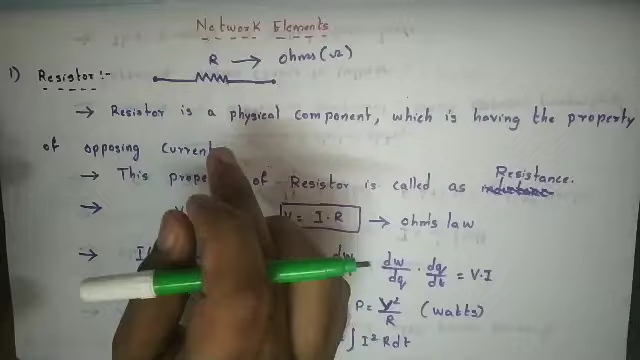 Network Elements
R → ohms (Ω)
1) Resistor :-
→ Resistor is a physical component, which is having the property
of opposing current
→ This of Resistor is called as Resistance.
→ V = I · R → ohms law
→ dw/dq · dq/dt = V·I
P = V²/R (watts)
= ∫ I² R dt